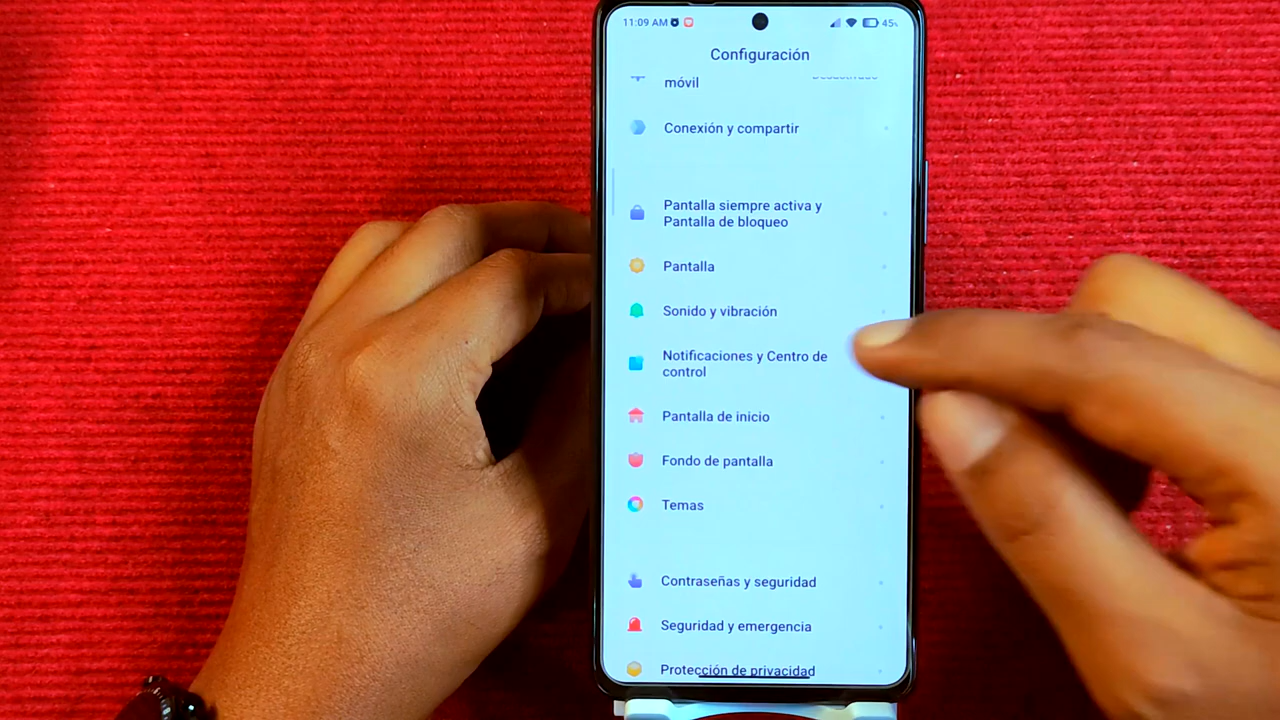 11:09 AM
45%
Configuración
móvil
Conexión y compartir
Pantalla siempre activa y
Pantalla de bloqueo
Pantalla
Sonido y vibración
Notificaciones y Centro de
control
Pantalla de inicio
Fondo de pantalla
Temas
Contraseñas y seguridad
Seguridad y emergencia
Protección de privacidad